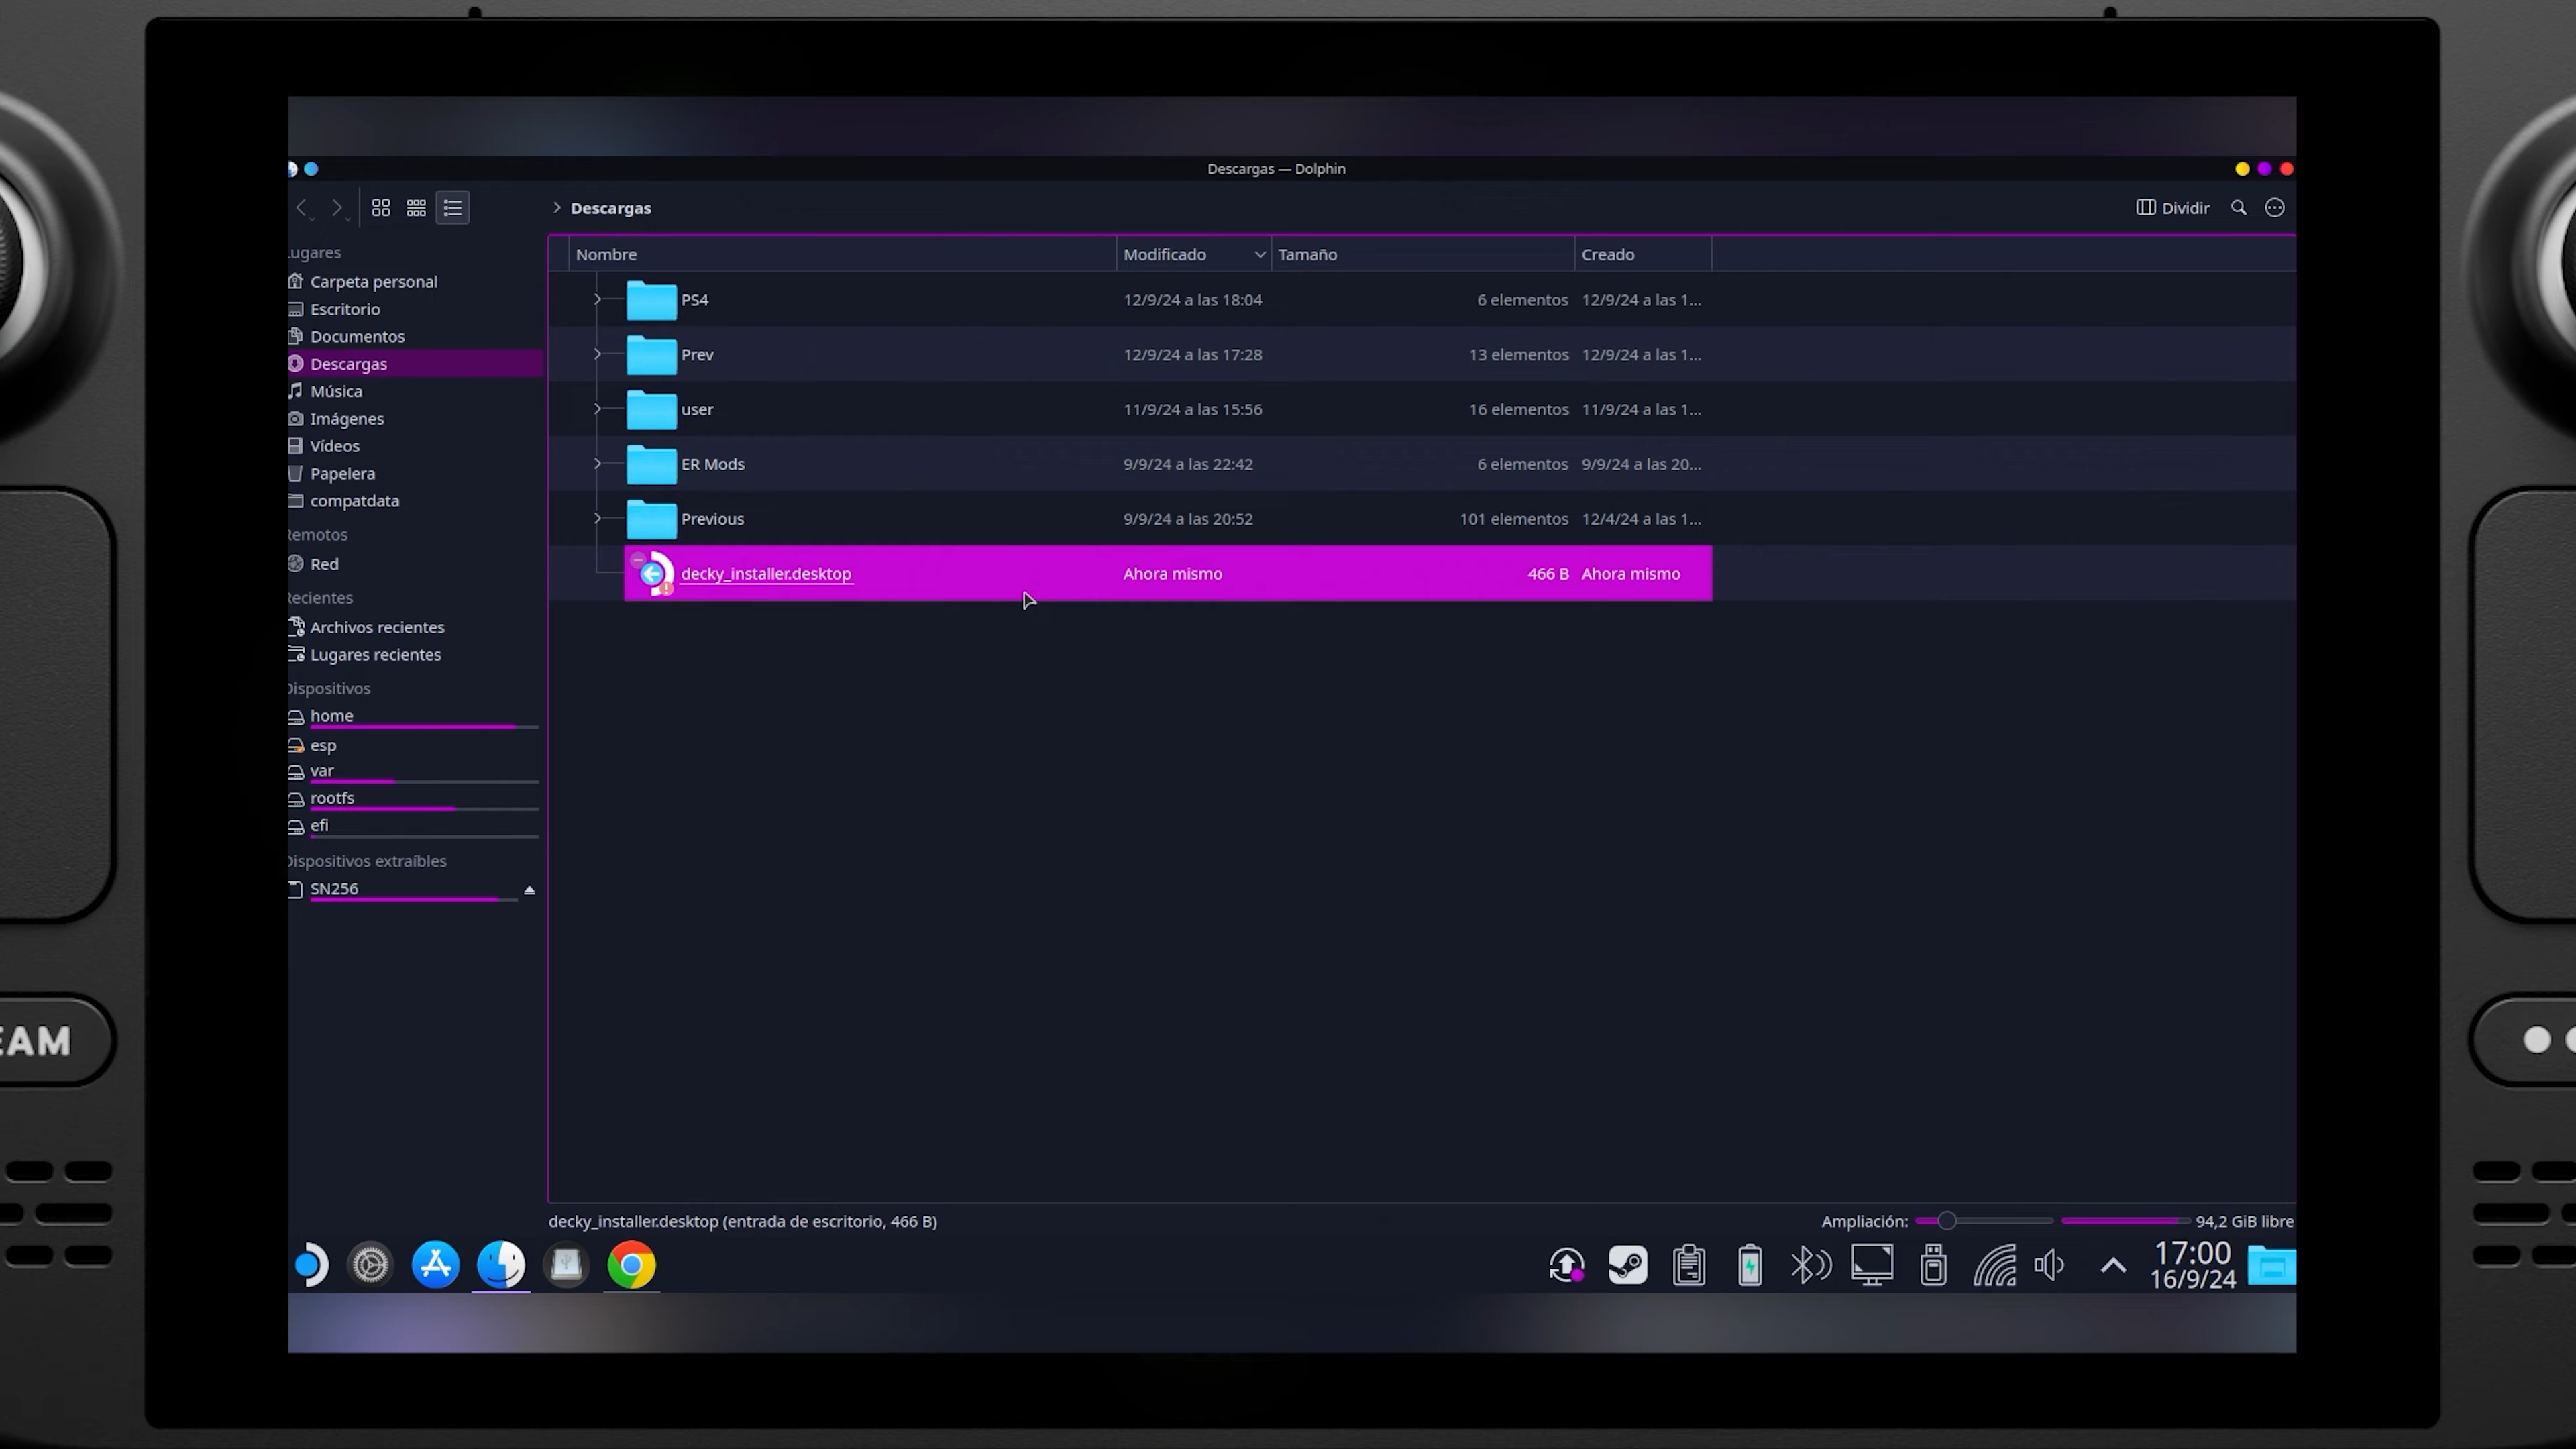 Descargas — Dolphin
Descargas
Dividir
Lugares
Carpeta personal
Escritorio
Documentos
Descargas
Música
Imágenes
Vídeos
Papelera
compatdata
Remotos
Red
Recientes
Archivos recientes
Lugares recientes
Dispositivos
home
esp
var
rootfs
efi
Dispositivos extraíbles
SN256
Nombre Modificado Tamaño Creado
PS4 12/9/24 a las 18:04 6 elementos 12/9/24 a las 1...
Prev 12/9/24 a las 17:28 13 elementos 12/9/24 a las 1...
user 11/9/24 a las 15:56 16 elementos 11/9/24 a las 1...
ER Mods 9/9/24 a las 22:42 6 elementos 9/9/24 a las 20...
Previous 9/9/24 a las 20:52 101 elementos 12/4/24 a las 1...
decky_installer.desktop Ahora mismo 466 B Ahora mismo
decky_installer.desktop (entrada de escritorio, 466 B)
Ampliación:
94,2 GiB libre
17:00
16/9/24
EAM